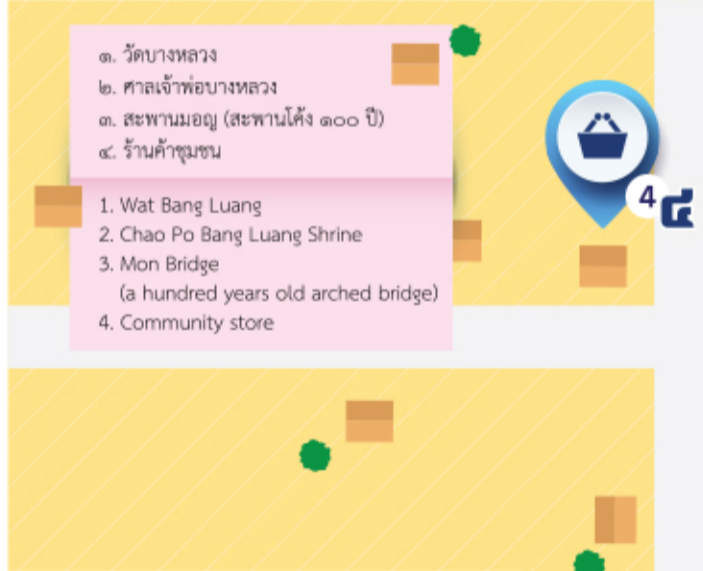 ๑. วัดบางหลวง
๒. ศาลเจ้าพ่อบางหลวง
๓. สะพานมอญ (สะพานโค้ง ๑๐๐ ปี)
๔. ร้านค้าชุมชน
1. Wat Bang Luang
2. Chao Po Bang Luang Shrine
3. Mon Bridge
(a hundred years old arched bridge)
4. Community store
4 ๔